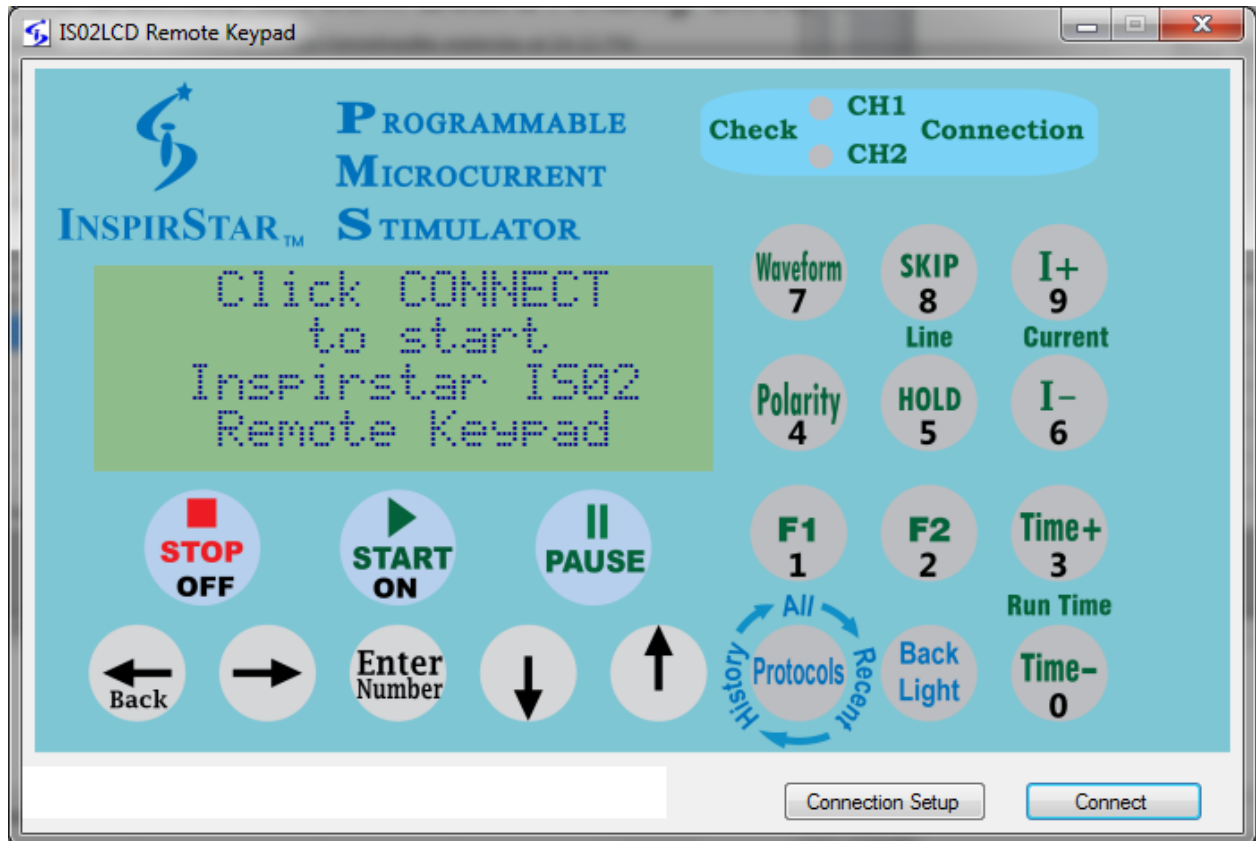 IS02LCD Remote Keypad
INSPIRSTAR TM
PROGRAMMABLE
MICROCURRENT
STIMULATOR
Check CH1 Connection
CH2
Click CONNECT
to start
Inspirstar IS02
Remote Keypad
Waveform
7
SKIP
8
Line
I+
9
Current
Polarity
4
HOLD
5
I-
6
STOP
OFF
START
ON
PAUSE
F1
1
F2
2
Time+
3
Run Time
Back
Enter
Number
All
Recent
History
Protocols
Back
Light
Time-
0
Connection Setup
Connect